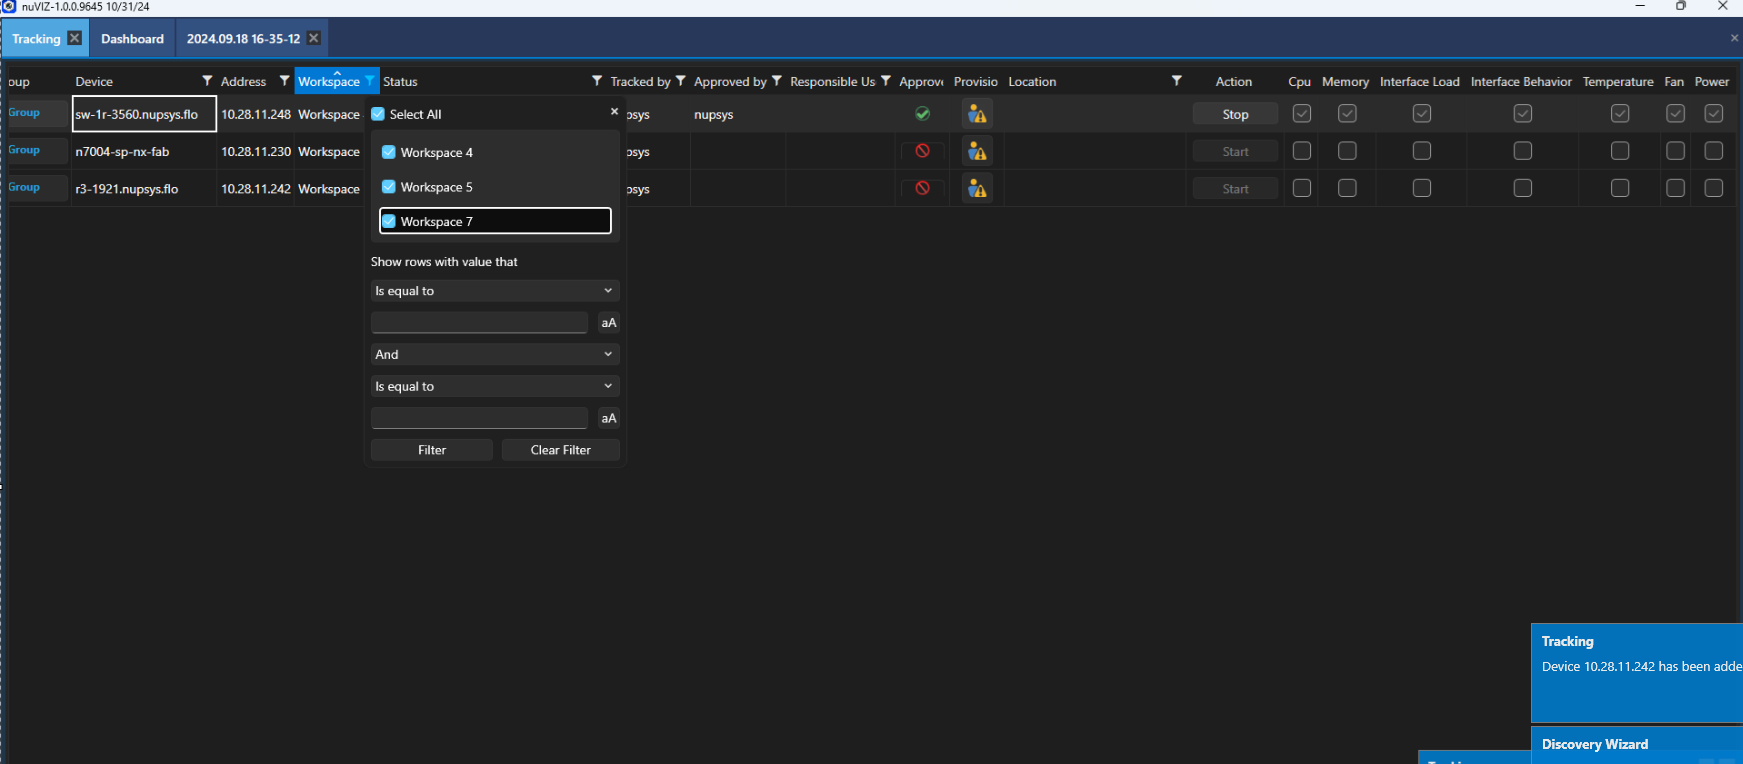 nuVIZ-1.0.0.9645 10/31/24
Tracking Dashboard 2024.09.18 16-35-12
oup Device Address Workspace Status Tracked by Approved by Responsible Us Approve Provisio Location Action Cpu Memory Interface Load Interface Behavior Temperature Fan Power
Group sw-1r-3560.nupsys.flo 10.28.11.248 Workspace psys nupsys Stop
Group n7004-sp-nx-fab 10.28.11.230 Workspace psys Start
Group r3-1921.nupsys.flo 10.28.11.242 Workspace psys Start
Select All
Workspace 4
Workspace 5
Workspace 7
Show rows with value that
Is equal to
aA
And
Is equal to
aA
Filter Clear Filter
Tracking
Device 10.28.11.242 has been adde
Discovery Wizard